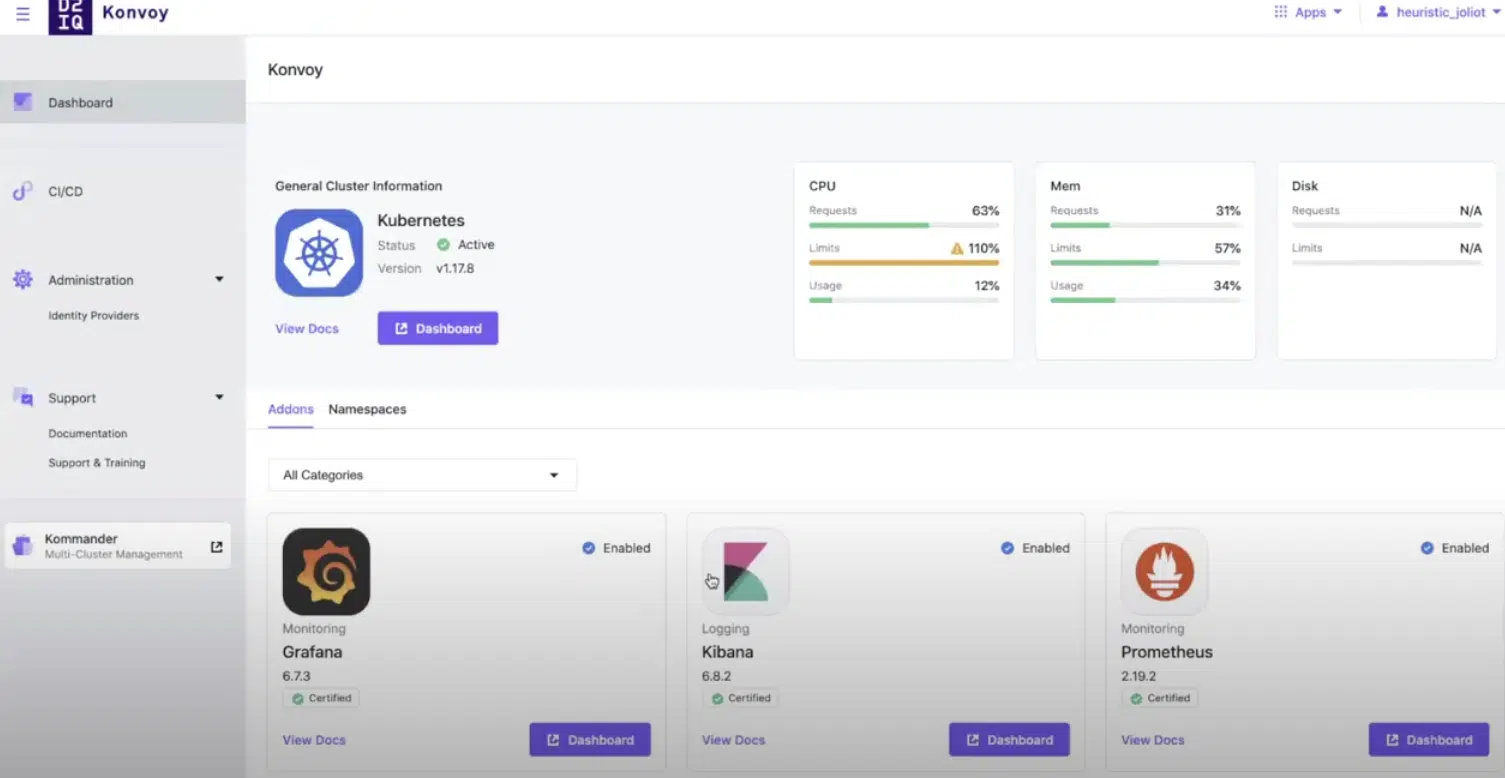 D2
IQ
Konvoy
Apps
heuristic_joliot
Konvoy
Dashboard
CI/CD
Administration
Identity Providers
Support
Documentation
Support & Training
Kommander
Multi-Cluster Management
General Cluster Information
Kubernetes
Status Active
Version v1.17.8
View Docs Dashboard
CPU
Requests 63%
Limits 110%
Usage 12%
Mem
Requests 31%
Limits 57%
Usage 34%
Disk
Requests N/A
Limits N/A
Addons Namespaces
All Categories
Enabled
Monitoring
Grafana
6.7.3
Certified
View Docs Dashboard
Enabled
Logging
Kibana
6.8.2
Certified
View Docs Dashboard
Enabled
Monitoring
Prometheus
2.19.2
Certified
View Docs Dashboard